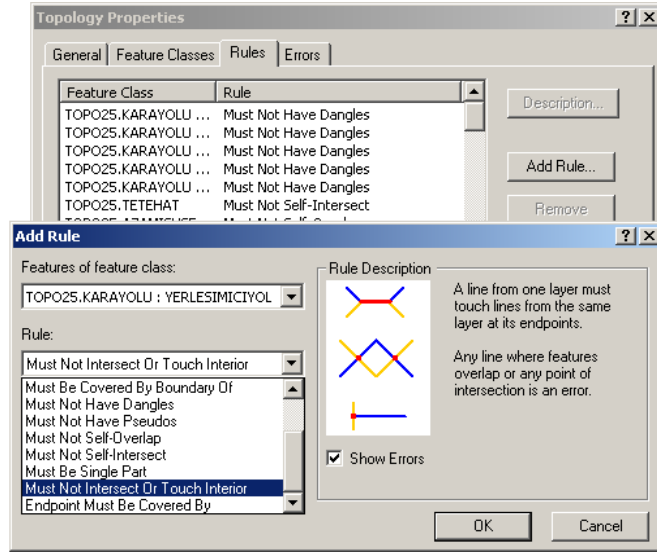 Topology Properties
General Feature Classes Rules Errors
Feature Class Rule
TOPO25.KARAYOLU ... Must Not Have Dangles
TOPO25.KARAYOLU ... Must Not Have Dangles
TOPO25.KARAYOLU ... Must Not Have Dangles
TOPO25.KARAYOLU ... Must Not Have Dangles
TOPO25.KARAYOLU ... Must Not Have Dangles
TOPO25.TETEHAT Must Not Self-Intersect
Description...
Add Rule...
Remove
Add Rule
Features of feature class:
TOPO25.KARAYOLU : YERLESIMICIYOL
Rule:
Must Not Intersect Or Touch Interior
Must Be Covered By Boundary Of
Must Not Have Dangles
Must Not Have Pseudos
Must Not Self-Overlap
Must Not Self-Intersect
Must Be Single Part
Must Not Intersect Or Touch Interior
Endpoint Must Be Covered By
Rule Description
A line from one layer must
touch lines from the same
layer at its endpoints.
Any line where features
overlap or any point of
intersection is an error.
Show Errors
OK Cancel